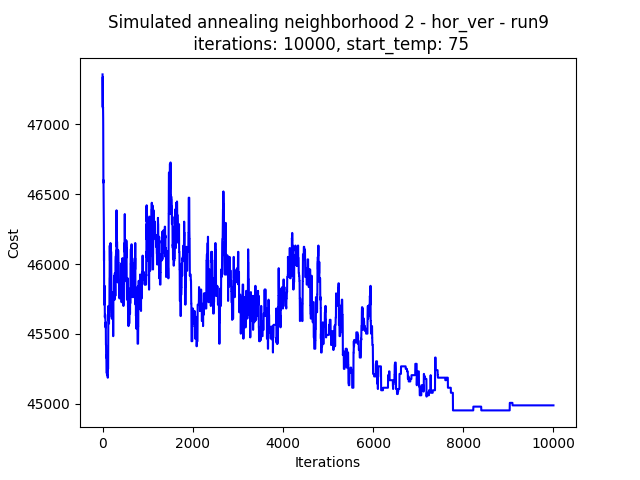 Simulated annealing neighborhood 2 - hor_ver - run9
iterations: 10000, start_temp: 75
Cost
47000
46500
46000
45500
45000
0 2000 4000 6000 8000 10000
Iterations